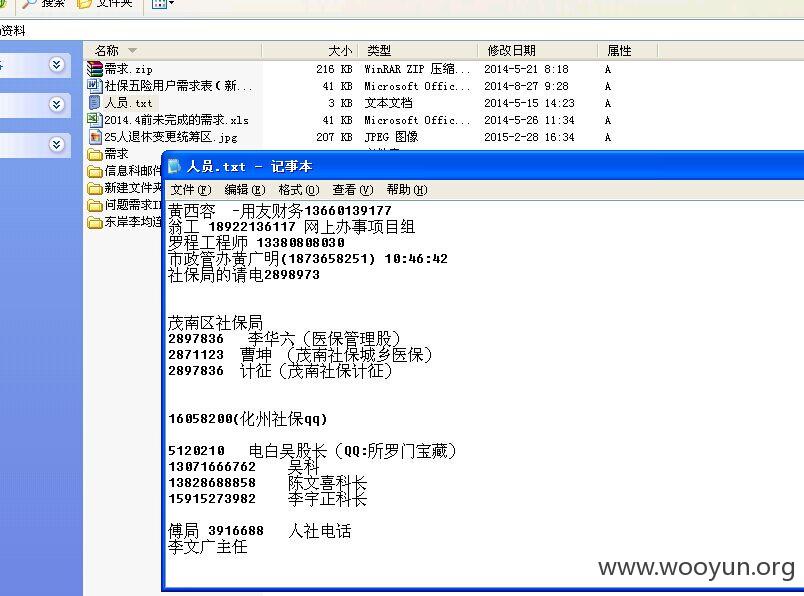 搜索 文件夹
资料
名称 大小 类型 修改日期 属性
需求.zip 216 KB WinRAR ZIP 压缩... 2014-5-21 8:18 A
社保五险用户需求表(新... 41 KB Microsoft Offic... 2014-8-27 9:28 A
人员.txt 3 KB 文本文档 2014-5-15 14:23 A
2014.4前未完成的需求.xls 41 KB Microsoft Offic... 2014-5-26 11:34 A
25人退休变更统筹区.jpg 207 KB JPEG 图像 2015-2-28 16:34 A
需求
信息科邮件
新建文件夹
问题需求
东岸李均连
人员.txt - 记事本
文件(F) 编辑(E) 格式(O) 查看(V) 帮助(H)
黄西容 -用友财务13660139177
翁工 18922136117 网上办事项目组
罗程工程师 13380808030
市政管办黄广明(1873658251) 10:46:42
社保局的请电2898973
茂南区社保局
2897836 李华六(医保管理股)
2871123 曹坤 (茂南社保城乡医保)
2897836 计征(茂南社保计征)
16058200(化州社保qq)
5120210 电白吴股长(QQ:所罗门宝藏)
13071666762 吴科
13828688858 陈文喜科长
15915273982 李宇正科长
傅局 3916688 人社电话
李文广主任
www.wooyun.org